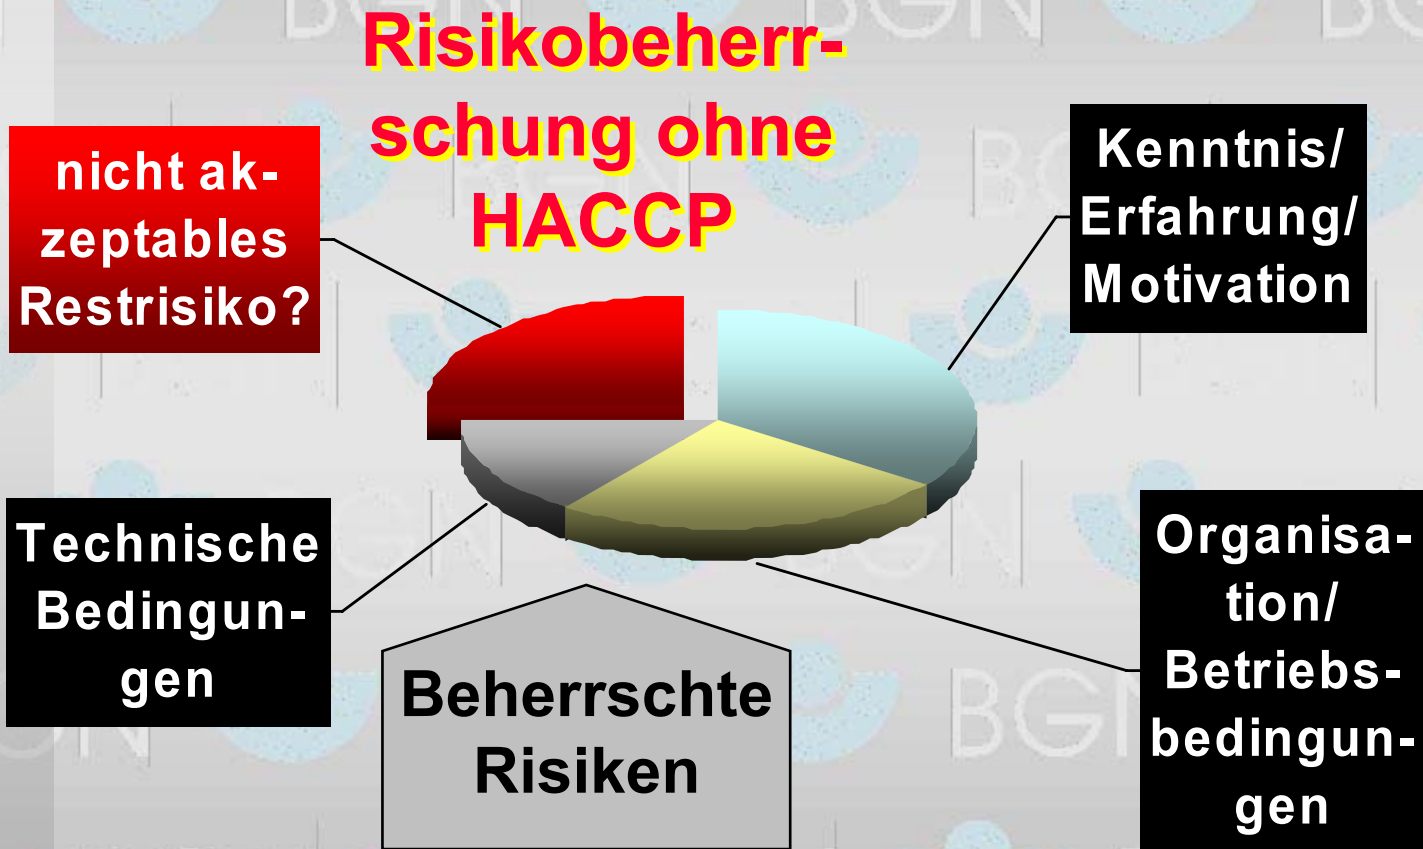 Risikobeherr-
schung ohne
HACCP
nicht ak-
zeptables
Restrisiko?
Kenntnis/
Erfahrung/
Motivation
Technische
Bedingun-
gen
Organisa-
tion/
Betriebs-
bedingun-
gen
Beherrschte
Risiken
BGN